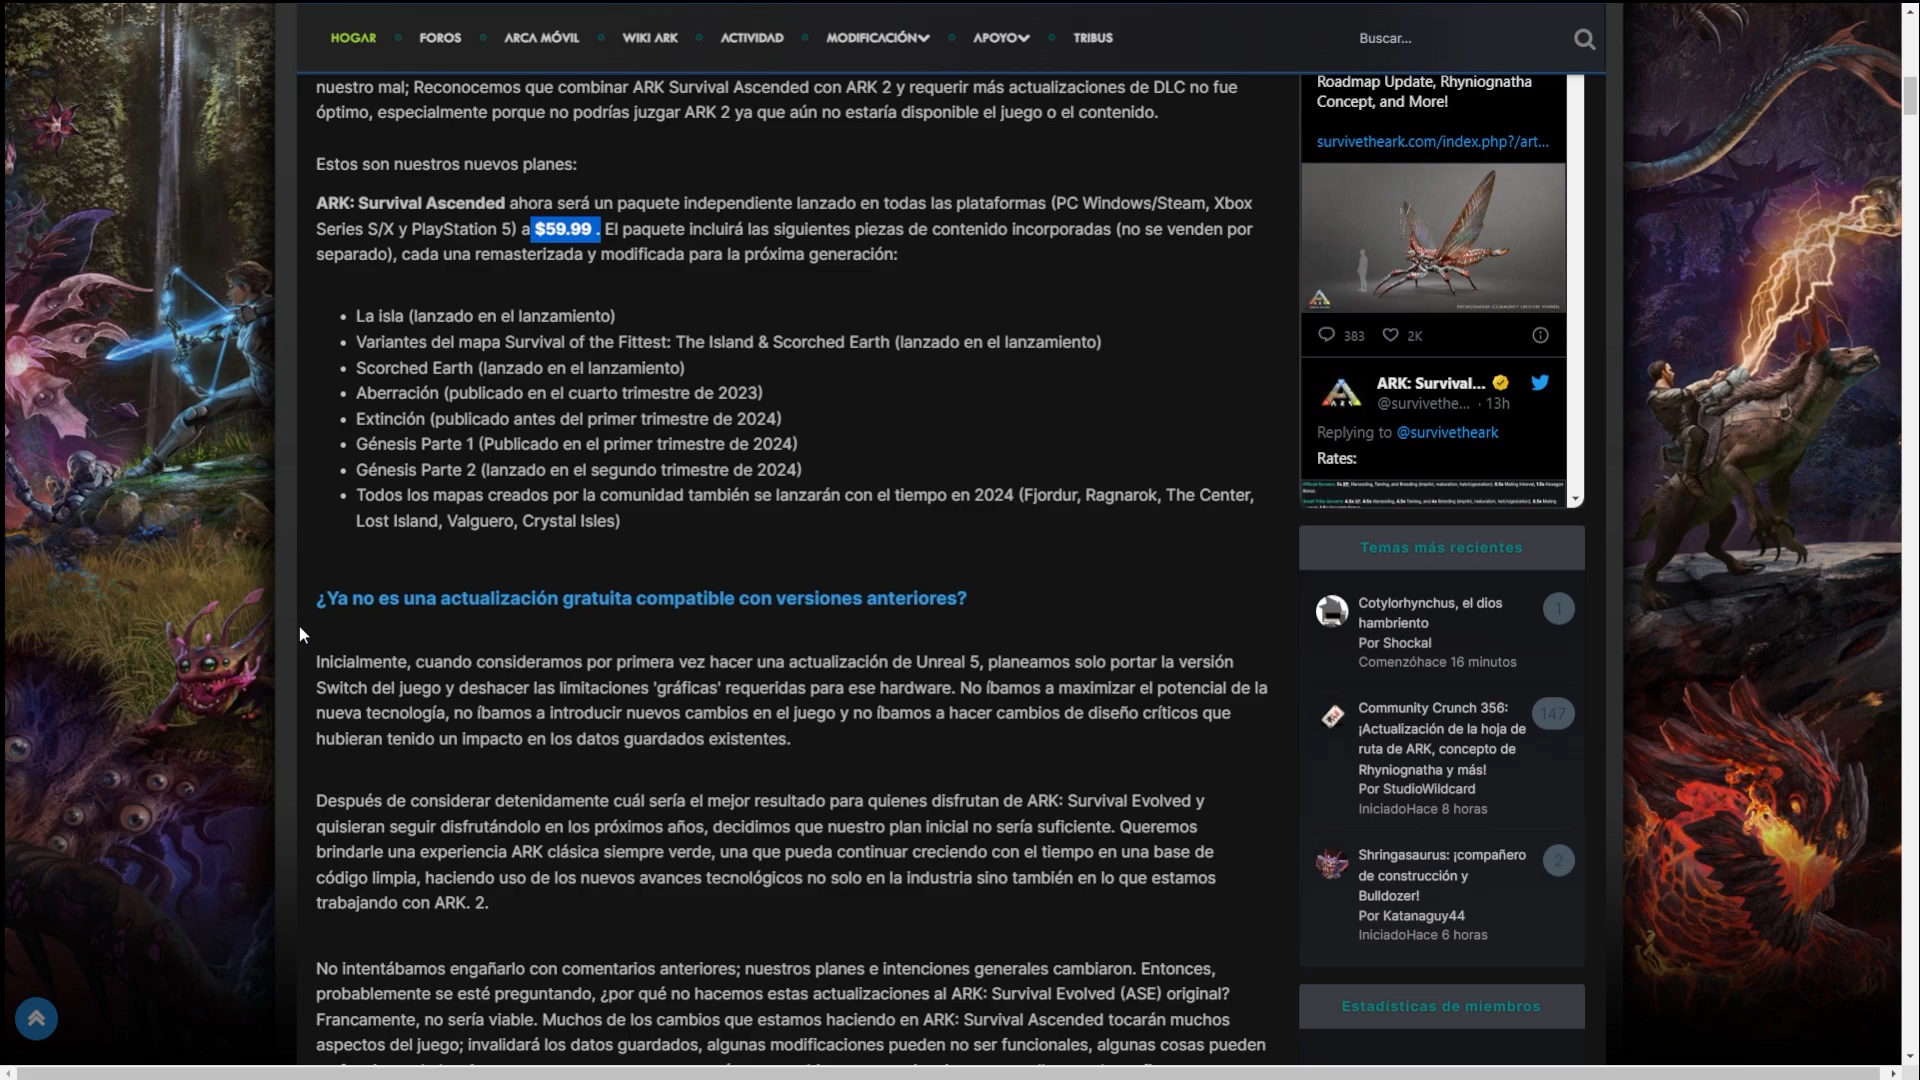 HOGAR
FOROS
ARCA MÓVIL
WIKI ARK
ACTIVIDAD
MODIFICACIÓN
APOYO
TRIBUS
Buscar...
nuestro mal; Reconocemos que combinar ARK Survival Ascended con ARK 2 y requerir más actualizaciones de DLC no fue
óptimo, especialmente porque no podrías juzgar ARK 2 ya que aún no estaría disponible el juego o el contenido.
Estos son nuestros nuevos planes:
ARK: Survival Ascended ahora será un paquete independiente lanzado en todas las plataformas (PC Windows/Steam, Xbox
Series S/X y PlayStation 5) a $59.99 . El paquete incluirá las siguientes piezas de contenido incorporadas (no se venden por
separado), cada una remasterizada y modificada para la próxima generación:
• La isla (lanzado en el lanzamiento)
• Variantes del mapa Survival of the Fittest: The Island & Scorched Earth (lanzado en el lanzamiento)
• Scorched Earth (lanzado en el lanzamiento)
• Aberración (publicado en el cuarto trimestre de 2023)
• Extinción (publicado antes del primer trimestre de 2024)
• Génesis Parte 1 (Publicado en el primer trimestre de 2024)
• Génesis Parte 2 (lanzado en el segundo trimestre de 2024)
• Todos los mapas creados por la comunidad también se lanzarán con el tiempo en 2024 (Fjordur, Ragnarok, The Center,
Lost Island, Valguero, Crystal Isles)
¿Ya no es una actualización gratuita compatible con versiones anteriores?
Inicialmente, cuando consideramos por primera vez hacer una actualización de Unreal 5, planeamos solo portar la versión
Switch del juego y deshacer las limitaciones 'gráficas' requeridas para ese hardware. No íbamos a maximizar el potencial de la
nueva tecnología, no íbamos a introducir nuevos cambios en el juego y no íbamos a hacer cambios de diseño críticos que
hubieran tenido un impacto en los datos guardados existentes.
Después de considerar detenidamente cuál sería el mejor resultado para quienes disfrutan de ARK: Survival Evolved y
quisieran seguir disfrutándolo en los próximos años, decidimos que nuestro plan inicial no sería suficiente. Queremos
brindarle una experiencia ARK clásica siempre verde, una que pueda continuar creciendo con el tiempo en una base de
código limpia, haciendo uso de los nuevos avances tecnológicos no solo en la industria sino también en lo que estamos
trabajando con ARK. 2.
No intentábamos engañarlo con comentarios anteriores; nuestros planes e intenciones generales cambiaron. Entonces,
probablemente se esté preguntando, ¿por qué no hacemos estas actualizaciones al ARK: Survival Evolved (ASE) original?
Francamente, no sería viable. Muchos de los cambios que estamos haciendo en ARK: Survival Ascended tocarán muchos
aspectos del juego; invalidará los datos guardados, algunas modificaciones pueden no ser funcionales, algunas cosas pueden
Roadmap Update, Rhyniognatha
Concept, and More!
survivetheark.com/index.php?/art...
383
2K
ARK: Survival...
@survivethe... · 13h
Replying to @survivetheark
Rates:
Temas más recientes
Cotylorhynchus, el dios
hambriento
Por Shockal
Comenzóhace 16 minutos
1
Community Crunch 356:
¡Actualización de la hoja de
ruta de ARK, concepto de
Rhyniognatha y más!
Por StudioWildcard
IniciadoHace 8 horas
147
Shringasaurus: ¡compañero
de construcción y
Bulldozer!
Por Katanaguy44
IniciadoHace 6 horas
2
Estadísticas de miembros